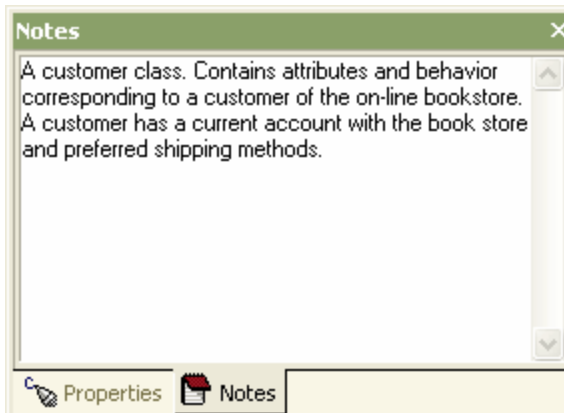 Notes
A customer class. Contains attributes and behavior
corresponding to a customer of the on-line bookstore.
A customer has a current account with the book store
and preferred shipping methods.
Properties Notes